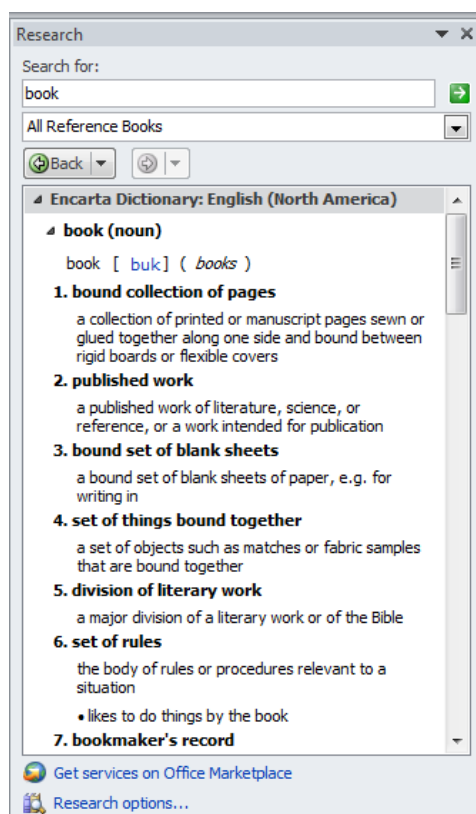 Research
Search for:
book
All Reference Books
Back
Encarta Dictionary: English (North America)
book (noun)
book [ buk ] ( books )
1. bound collection of pages
a collection of printed or manuscript pages sewn or
glued together along one side and bound between
rigid boards or flexible covers
2. published work
a published work of literature, science, or
reference, or a work intended for publication
3. bound set of blank sheets
a bound set of blank sheets of paper, e.g. for
writing in
4. set of things bound together
a set of objects such as matches or fabric samples
that are bound together
5. division of literary work
a major division of a literary work or of the Bible
6. set of rules
the body of rules or procedures relevant to a
situation
• likes to do things by the book
7. bookmaker's record
Get services on Office Marketplace
Research options...